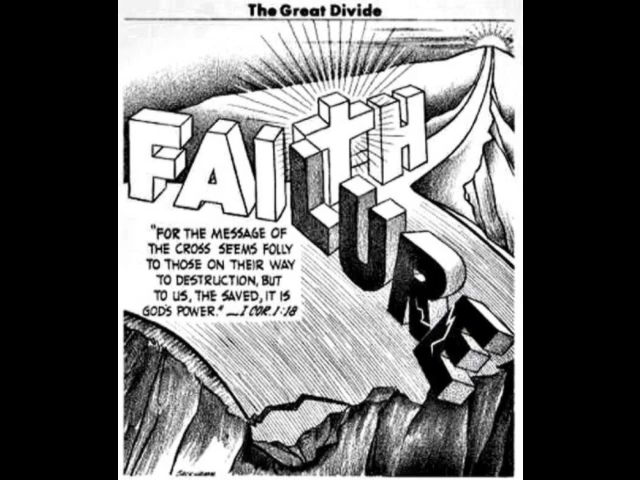 The Great Divide
FAITH
FAILURE
"FOR THE MESSAGE OF
THE CROSS SEEMS FOLLY
TO THOSE ON THEIR WAY
TO DESTRUCTION, BUT
TO US, THE SAVED, IT IS
GOD'S POWER." — I COR. 1:18